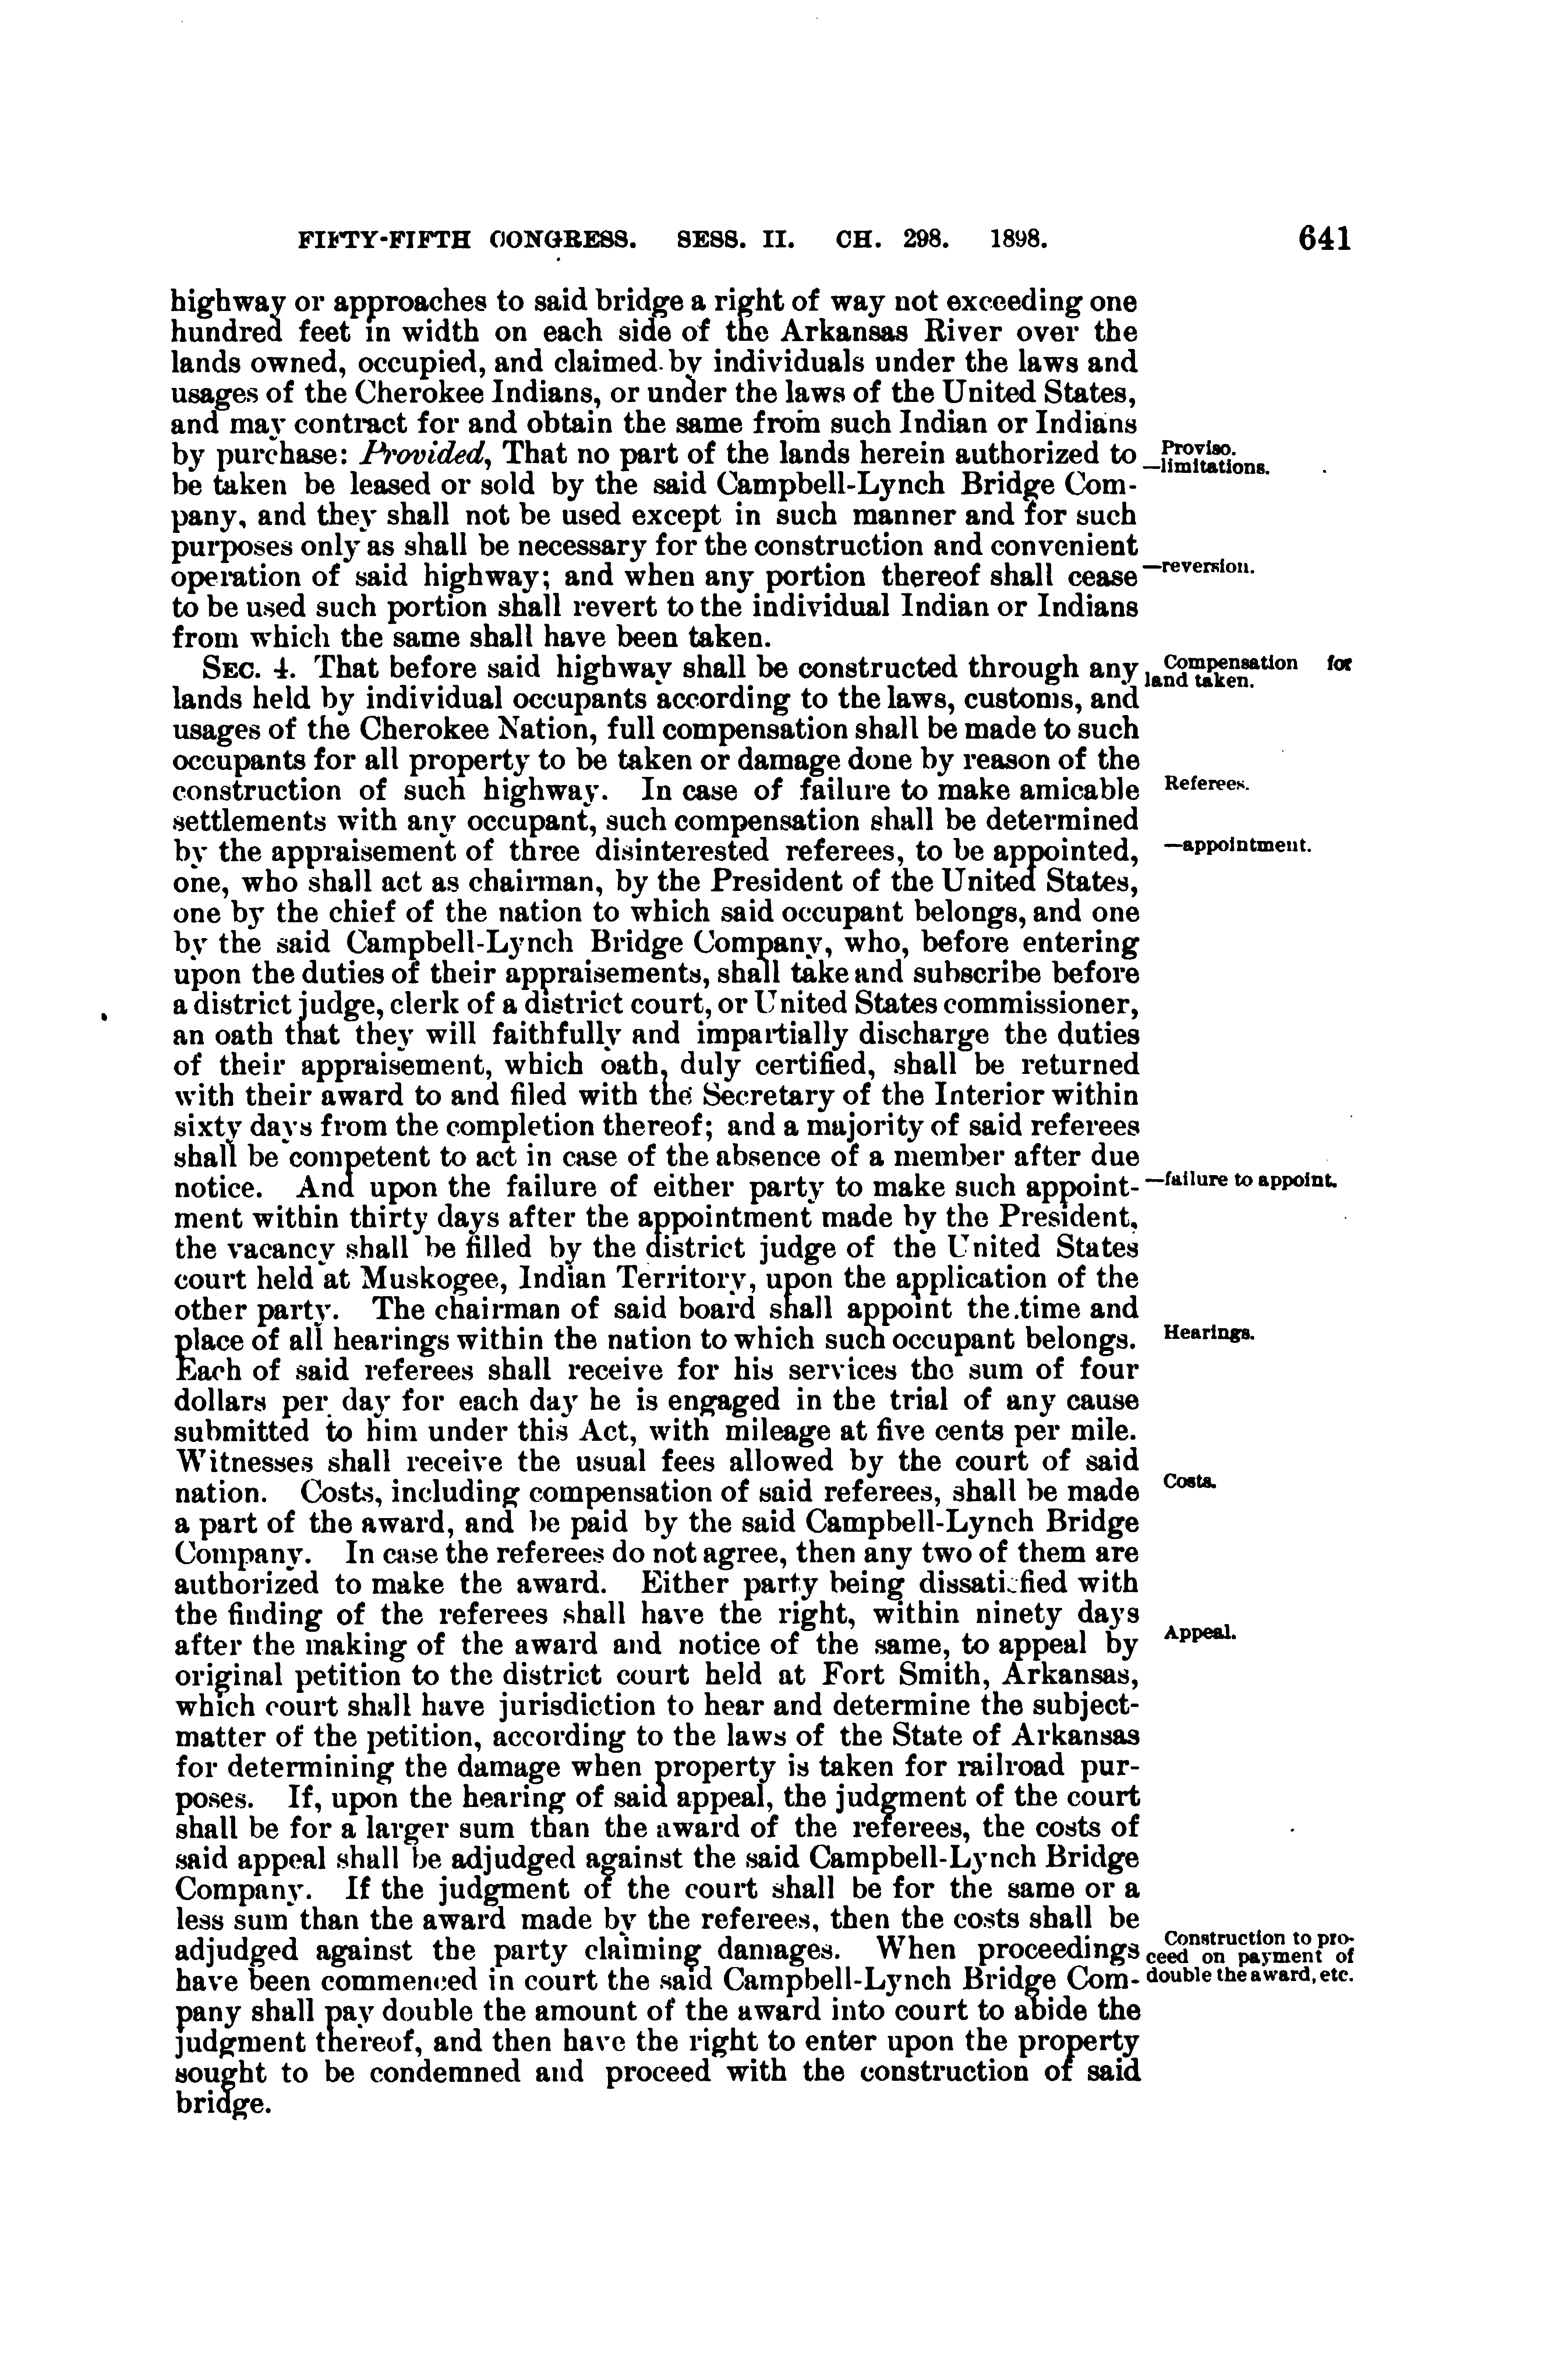 FIFTY-FIFTH CONGRESS. SESS. II. CH. 298. 1898. 641
highway or approaches to said bridge a right of way not exceeding one
hundred feet in width on each side of the Arkansas River over the
lands owned, occupied, and claimed by individuals under the laws and
usages of the Cherokee Indians, or under the laws of the United States,
and may contract for and obtain the same from such Indian or Indians
by purchase: Provided, That no part of the lands herein authorized to
Proviso.
—limitations.
be taken be leased or sold by the said Campbell-Lynch Bridge Com-
pany, and they shall not be used except in such manner and for such
purposes only as shall be necessary for the construction and convenient
operation of said highway; and when any portion thereof shall cease
—reversion.
to be used such portion shall revert to the individual Indian or Indians
from which the same shall have been taken.
SEC. 4. That before said highway shall be constructed through any
Compensation for
land taken.
lands held by individual occupants according to the laws, customs, and
usages of the Cherokee Nation, full compensation shall be made to such
occupants for all property to be taken or damage done by reason of the
construction of such highway. In case of failure to make amicable
Referees.
settlements with any occupant, such compensation shall be determined
by the appraisement of three disinterested referees, to be appointed,
—appointment.
one, who shall act as chairman, by the President of the United States,
one by the chief of the nation to which said occupant belongs, and one
by the said Campbell-Lynch Bridge Company, who, before entering
upon the duties of their appraisements, shall take and subscribe before
a district judge, clerk of a district court, or United States commissioner,
an oath that they will faithfully and impartially discharge the duties
of their appraisement, which oath, duly certified, shall be returned
with their award to and filed with the Secretary of the Interior within
sixty days from the completion thereof; and a majority of said referees
shall be competent to act in case of the absence of a member after due
notice. And upon the failure of either party to make such appoint-
—failure to appoint.
ment within thirty days after the appointment made by the President,
the vacancy shall be filled by the district judge of the United States
court held at Muskogee, Indian Territory, upon the application of the
other party. The chairman of said board shall appoint the time and
place of all hearings within the nation to which such occupant belongs.
Hearings.
Each of said referees shall receive for his services the sum of four
dollars per day for each day he is engaged in the trial of any cause
submitted to him under this Act, with mileage at five cents per mile.
Witnesses shall receive the usual fees allowed by the court of said
nation. Costs, including compensation of said referees, shall be made
Costs.
a part of the award, and be paid by the said Campbell-Lynch Bridge
Company. In case the referees do not agree, then any two of them are
authorized to make the award. Either party being dissatisfied with
the finding of the referees shall have the right, within ninety days
after the making of the award and notice of the same, to appeal by
Appeal.
original petition to the district court held at Fort Smith, Arkansas,
which court shall have jurisdiction to hear and determine the subject-
matter of the petition, according to the laws of the State of Arkansas
for determining the damage when property is taken for railroad pur-
poses. If, upon the hearing of said appeal, the judgment of the court
shall be for a larger sum than the award of the referees, the costs of
said appeal shall be adjudged against the said Campbell-Lynch Bridge
Company. If the judgment of the court shall be for the same or a
less sum than the award made by the referees, then the costs shall be
adjudged against the party claiming damages. When proceedings
Construction to pro-
ceed on payment of
double the award, etc.
have been commenced in court the said Campbell-Lynch Bridge Com-
pany shall pay double the amount of the award into court to abide the
judgment thereof, and then have the right to enter upon the property
sought to be condemned and proceed with the construction of said
bridge.